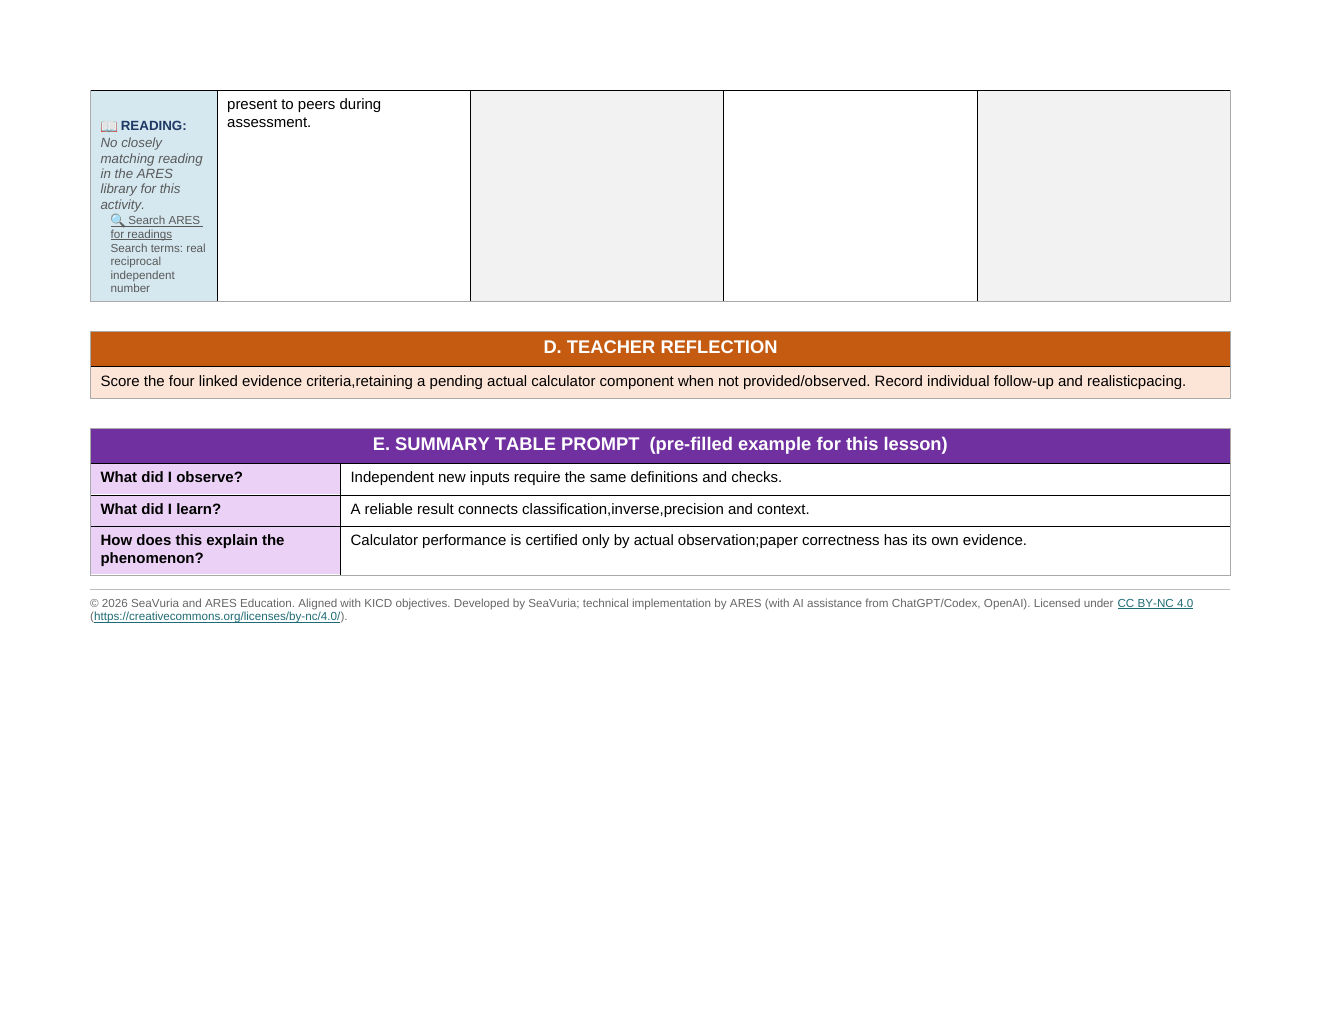 📖 READING:
No closely
matching reading
in the ARES
library for this
activity.
🔍 Search ARES
for readings
Search terms: real
reciprocal
independent
number
present to peers during
assessment.
D. TEACHER REFLECTION
Score the four linked evidence criteria,retaining a pending actual calculator component when not provided/observed. Record individual follow-up and realisticpacing.
E. SUMMARY TABLE PROMPT  (pre-filled example for this lesson)
What did I observe?
Independent new inputs require the same definitions and checks.
What did I learn?
A reliable result connects classification,inverse,precision and context.
How does this explain the
phenomenon?
Calculator performance is certified only by actual observation;paper correctness has its own evidence.
© 2026 SeaVuria and ARES Education. Aligned with KICD objectives. Developed by SeaVuria; technical implementation by ARES (with AI assistance from ChatGPT/Codex, OpenAI). Licensed under CC BY-NC 4.0
(https://creativecommons.org/licenses/by-nc/4.0/).